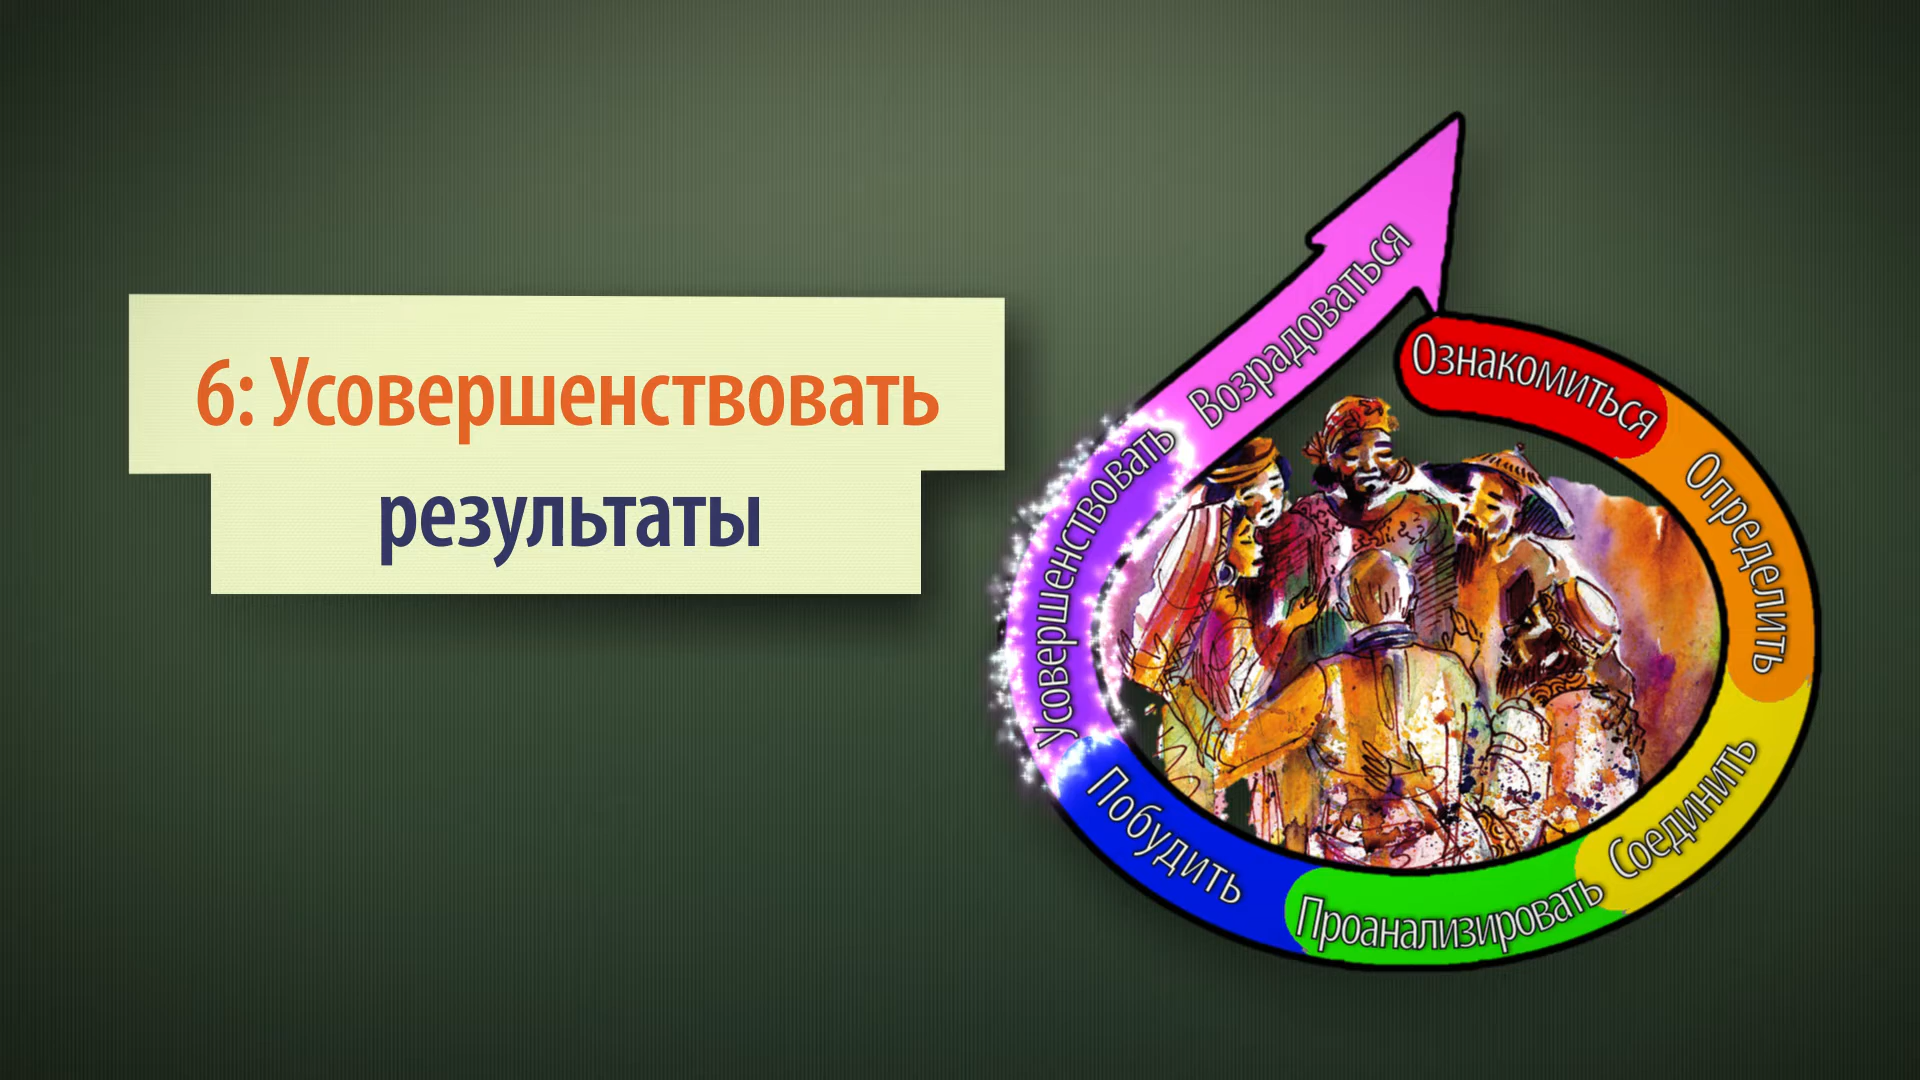 6: Усовершенствовать
результаты
Ознакомиться
Определить
Соединить
Проанализировать
Побудить
Усовершенствовать
Возрадоваться